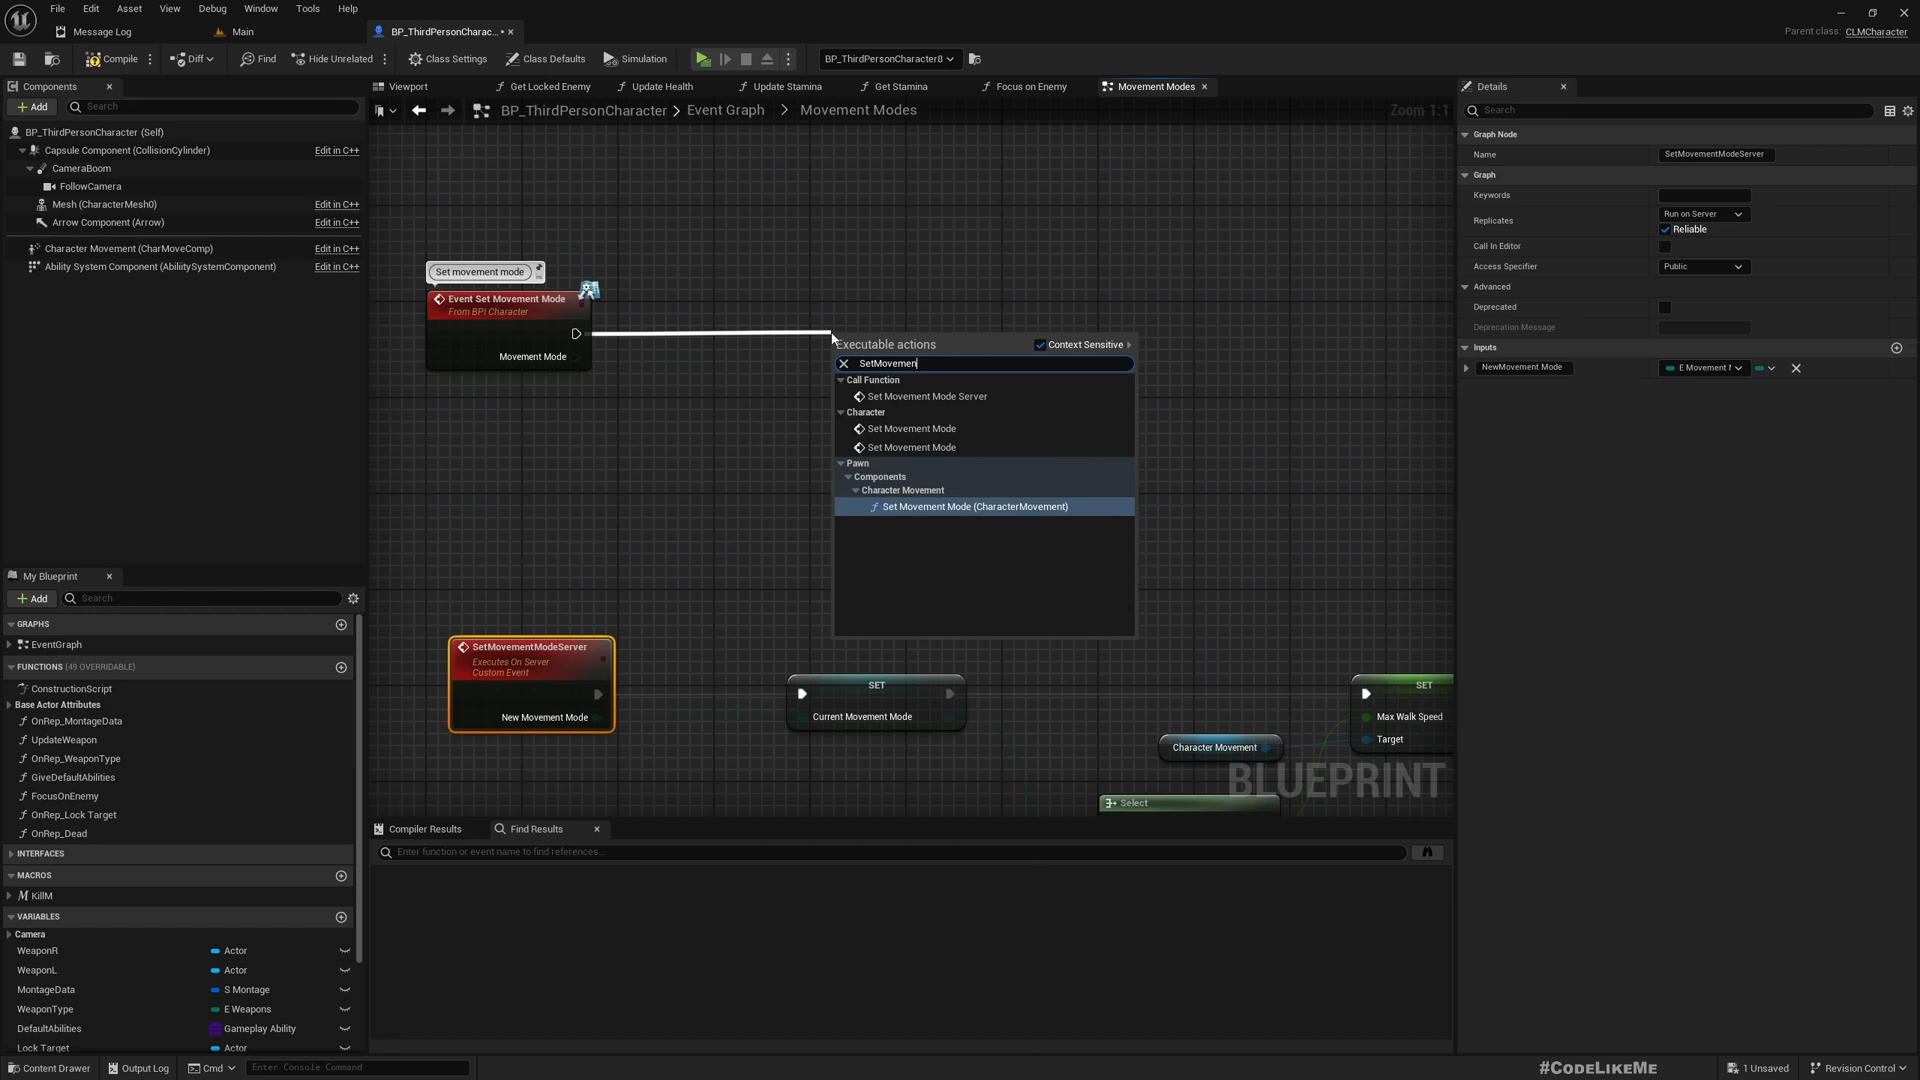 File Edit Asset View Debug Window Tools Help
Message Log Main BP_ThirdPersonCharac... • ×
Parent class: CLMCharacter
Compile Diff Find Hide Unrelated Class Settings Class Defaults Simulation BP_ThirdPersonCharacter8
Components
Add Search
BP_ThirdPersonCharacter (Self)
Capsule Component (CollisionCylinder) Edit in C++
CameraBoom
FollowCamera
Mesh (CharacterMesh0) Edit in C++
Arrow Component (Arrow) Edit in C++
Character Movement (CharMoveComp) Edit in C++
Ability System Component (AbiliitySystemComponent) Edit in C++
My Blueprint
Add Search
GRAPHS
EventGraph
FUNCTIONS (49 OVERRIDABLE)
ConstructionScript
Base Actor Attributes
OnRep_MontageData
UpdateWeapon
OnRep_WeaponType
GiveDefaultAbilities
FocusOnEnemy
OnRep_Lock Target
OnRep_Dead
INTERFACES
MACROS
KillM
VARIABLES
Camera
WeaponR Actor
WeaponL Actor
MontageData S Montage
WeaponType E Weapons
DefaultAbilities Gameplay Ability
Lock Target Actor
Viewport Get Locked Enemy Update Health Update Stamina Get Stamina Focus on Enemy Movement Modes
BP_ThirdPersonCharacter > Event Graph > Movement Modes
Zoom 1:1
Set movement mode
Event Set Movement Mode
From BPI Character
Movement Mode
Executable actions Context Sensitive
SetMovemen
Call Function
Set Movement Mode Server
Character
Set Movement Mode
Set Movement Mode
Pawn
Components
Character Movement
Set Movement Mode (CharacterMovement)
SetMovementModeServer
Executes On Server
Custom Event
New Movement Mode
SET
Current Movement Mode
Character Movement
SET
Max Walk Speed
Target
Select
BLUEPRINT
Compiler Results Find Results
Enter function or event name to find references...
Details
Search
Graph Node
Name SetMovementModeServer
Graph
Keywords
Replicates Run on Server
Reliable
Call In Editor
Access Specifier Public
Advanced
Deprecated
Deprecation Message
Inputs
NewMovement Mode E Movement
Content Drawer Output Log Cmd Enter Console Command
#CodeLikeMe
1 Unsaved Revision Control